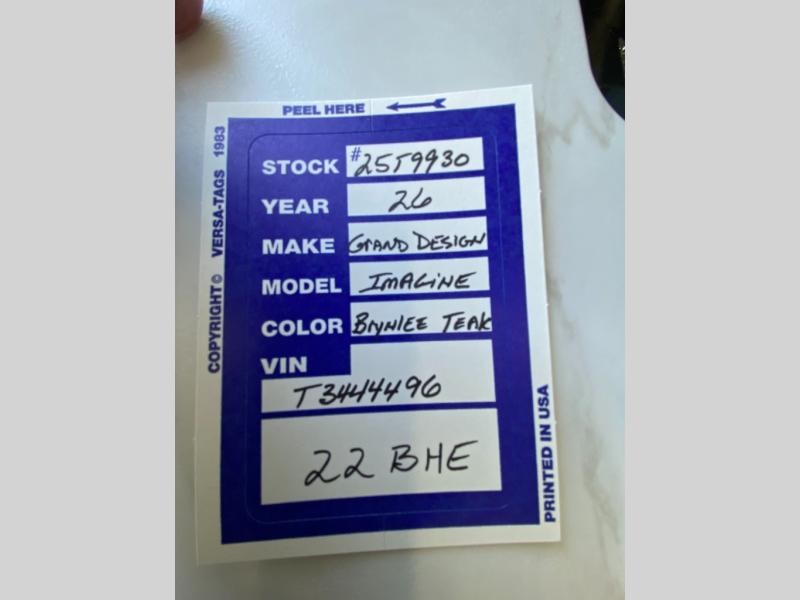 PEEL HERE
COPYRIGHT © VERSA-TAGS 1983
STOCK #25T9930
YEAR 26
MAKE GRAND DESIGN
MODEL IMAGINE
COLOR BRYNLEE TEAK
VIN
T3444496
22 BHE
PRINTED IN USA